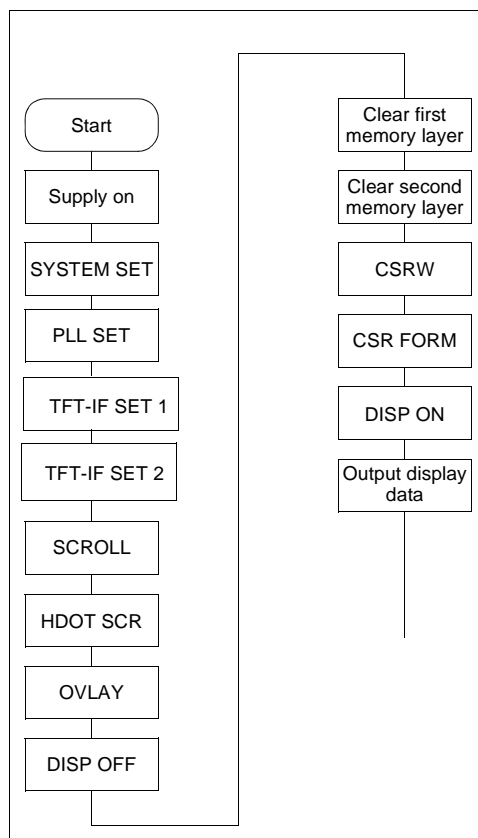 Start
Supply on
SYSTEM SET
PLL SET
TFT-IF SET 1
TFT-IF SET 2
SCROLL
HDOT SCR
OVLAY
DISP OFF
Clear first
memory layer
Clear second
memory layer
CSRW
CSR FORM
DISP ON
Output display
data